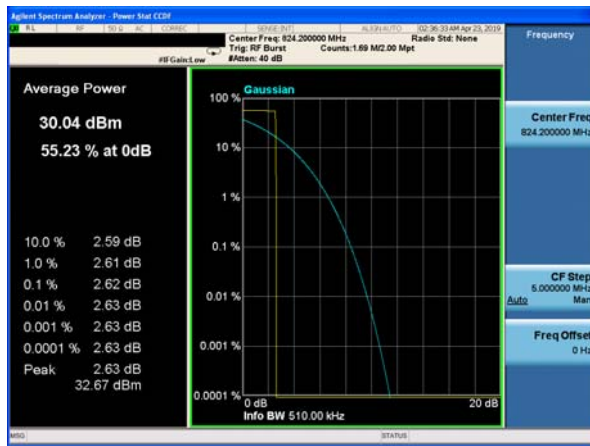 Agilent Spectrum Analyzer - Power Stat CCDF
RL RF 50 Ω AC CORREC SENSE:INT ALIGN AUTO 02:36:33 AM Apr 23, 2019
Center Freq: 824.200000 MHz Radio Std: None
Trig: RF Burst Counts:1.69 M/2.00 Mpt
#IFGain:Low #Atten: 40 dB
Frequency
Average Power
30.04 dBm
55.23 % at 0dB
10.0 % 2.59 dB
1.0 % 2.61 dB
0.1 % 2.62 dB
0.01 % 2.63 dB
0.001 % 2.63 dB
0.0001 % 2.63 dB
Peak 2.63 dB
32.67 dBm
Gaussian
100 %
10 %
1 %
0.1 %
0.01 %
0.001 %
0.0001 %
0 dB 20 dB
Info BW 510.00 kHz
Center Freq
824.200000 MHz
CF Step
5.000000 MHz
Auto Man
Freq Offset
0 Hz
MSG STATUS